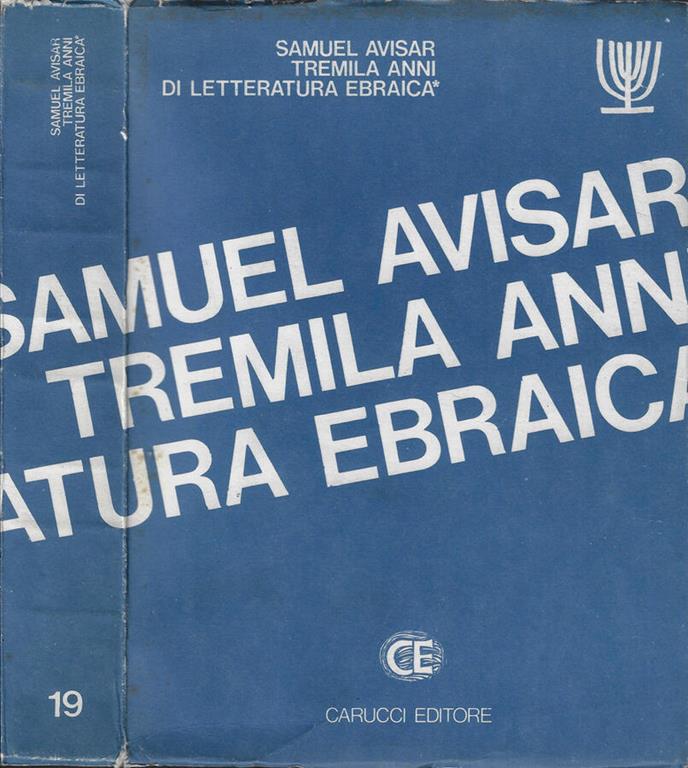 SAMUEL AVISAR
TREMILA ANNI
DI LETTERATURA EBRAICA*
19
SAMUEL AVISAR
TREMILA ANNI
DI LETTERATURA EBRAICA*
SAMUEL AVISAR
TREMILA ANNI
ATURA EBRAICA
CE
CARUCCI EDITORE